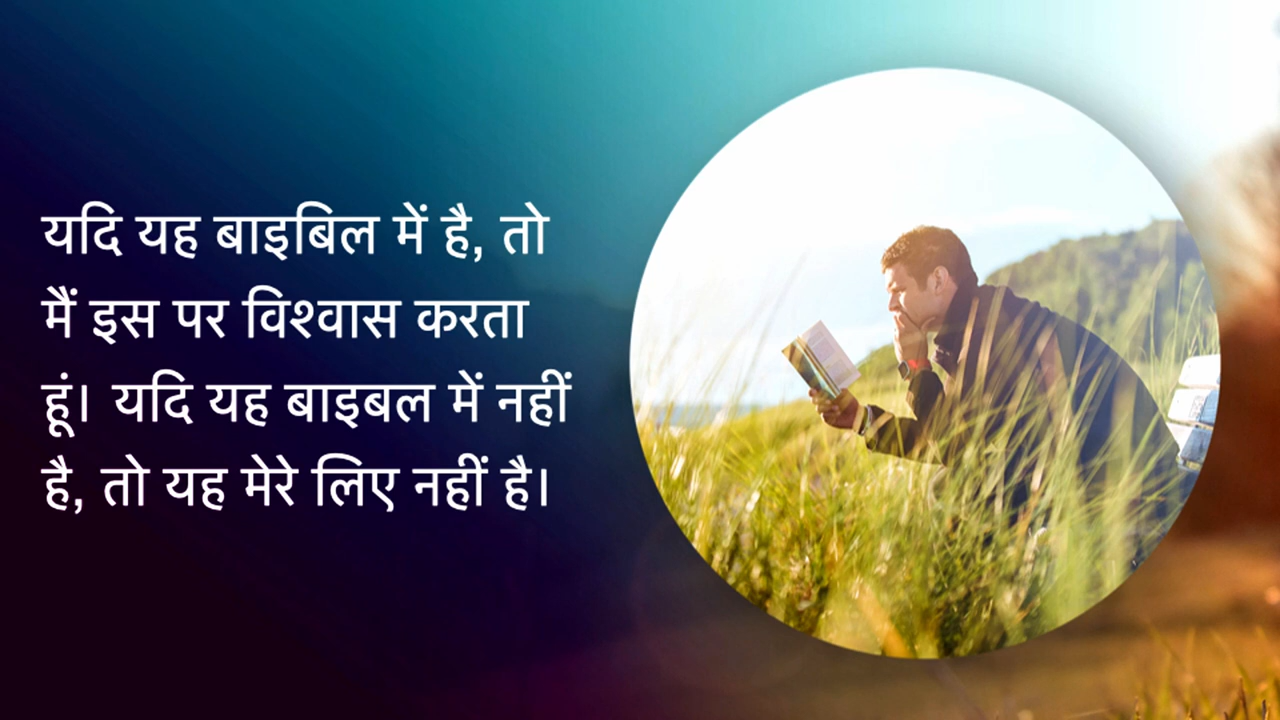 यदि यह बाइबिल में है, तो
मैं इस पर विश्वास करता
हूं। यदि यह बाइबल में नहीं
है, तो यह मेरे लिए नहीं है।